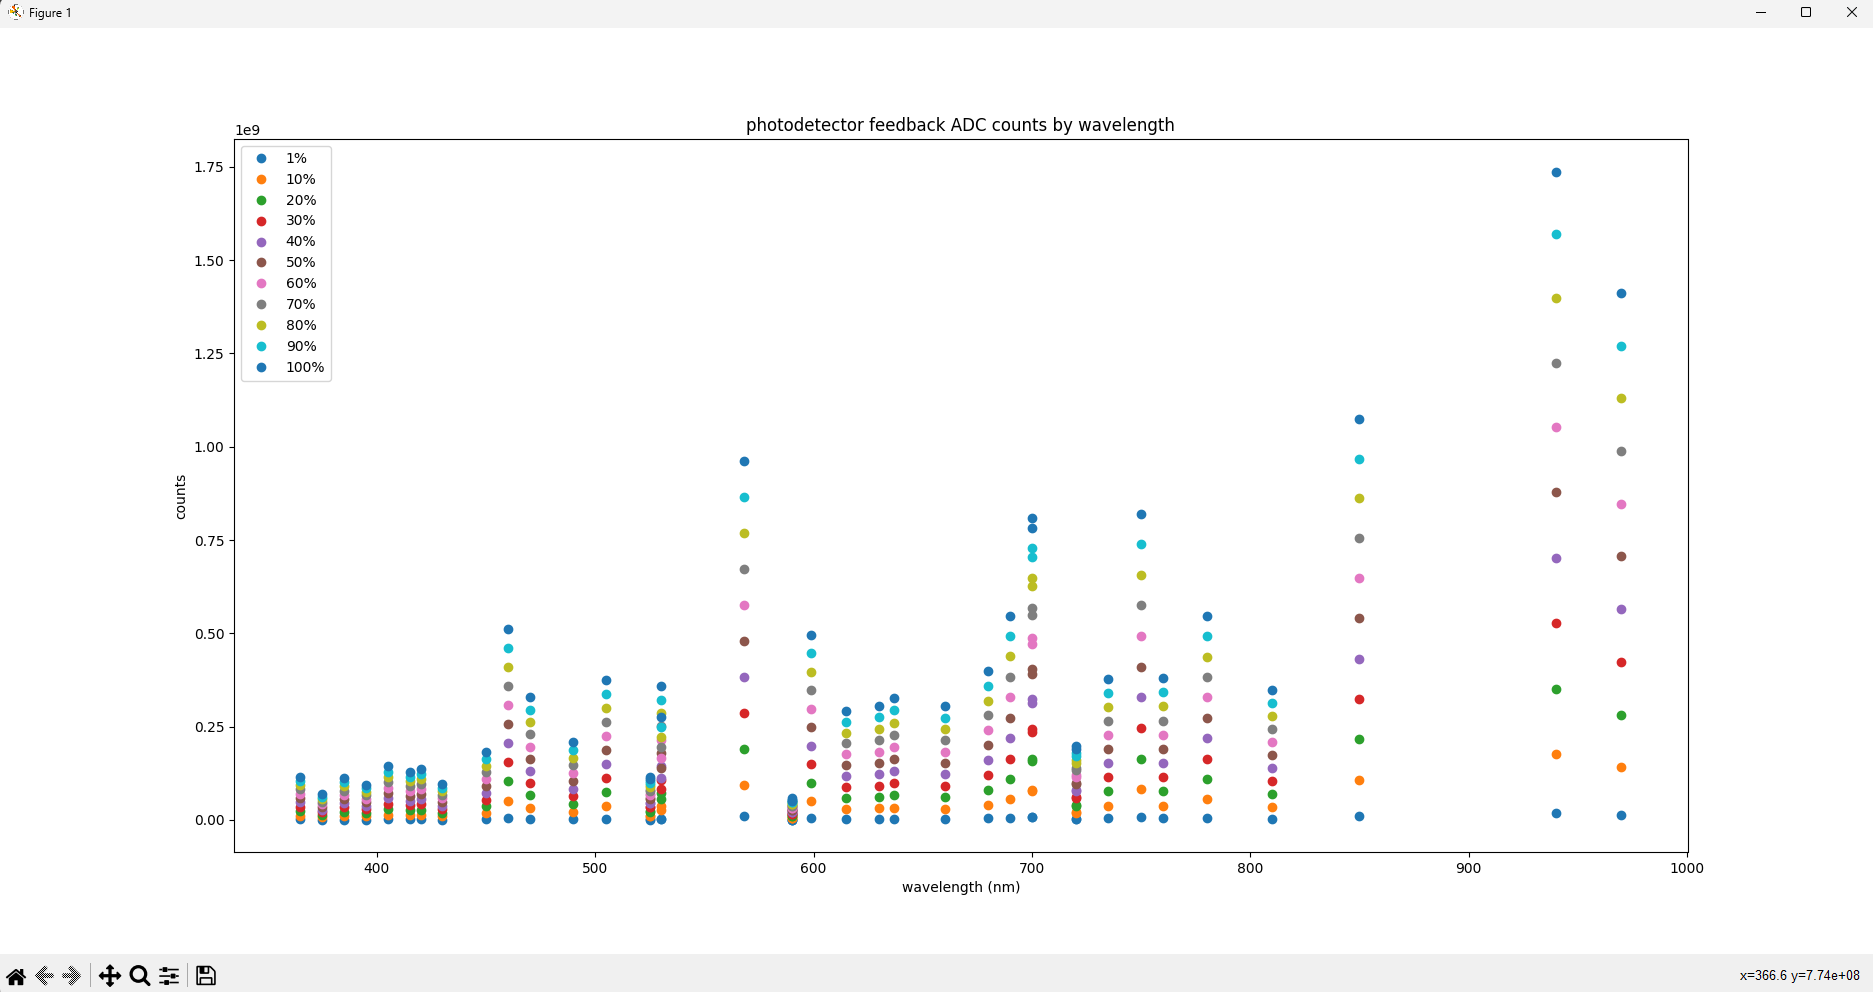 Figure 1
photodetector feedback ADC counts by wavelength
1e9
1%
10%
20%
30%
40%
50%
60%
70%
80%
90%
100%
1.75
1.50
1.25
1.00
0.75
0.50
0.25
0.00
counts
400 500 600 700 800 900 1000
wavelength (nm)
x=366.6 y=7.74e+08